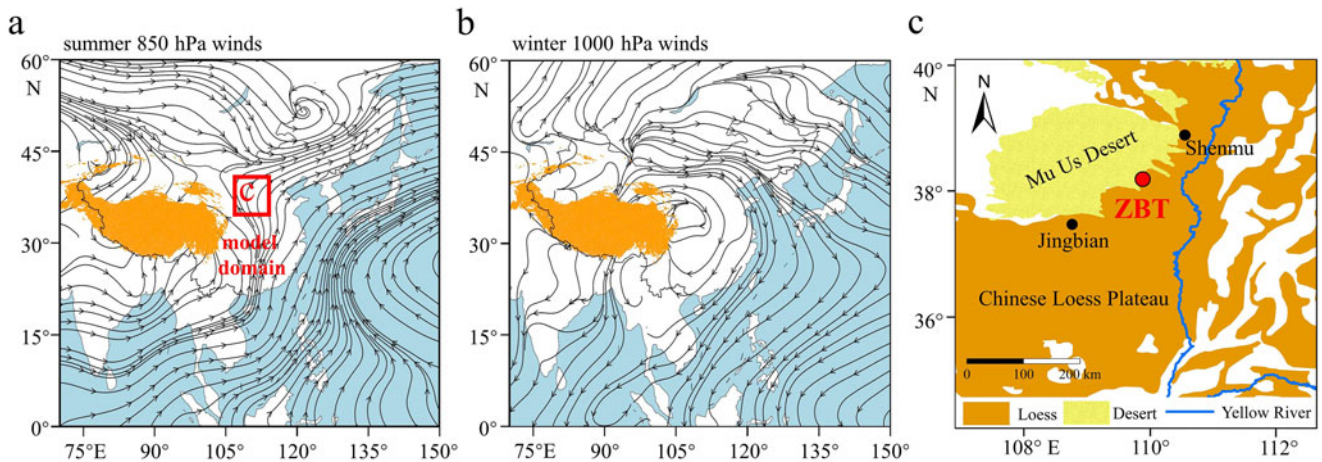 a
summer 850 hPa winds
60°
N
45°
30°
15°
0°
75°E
90°
105°
120°
135°
150°
C
model
domain
b
winter 1000 hPa winds
60°
N
45°
30°
15°
0°
75°E
90°
105°
120°
135°
150°
c
40°
N
38°
36°
N
Mu Us Desert
Shenmu
ZBT
Jingbian
Chinese Loess Plateau
0 100 200 km
Loess
Desert
Yellow River
108° E
110°
112°